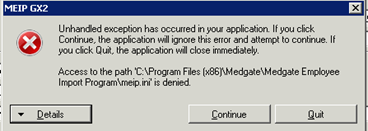 MEIP GX2
Unhandled exception has occurred in your application. If you click
Continue, the application will ignore this error and attempt to continue. If
you click Quit, the application will close immediately.
Access to the path 'C:\Program Files (x86)\Medgate\Medgate Employee
Import Program\meip.ini' is denied.
Details
Continue
Quit